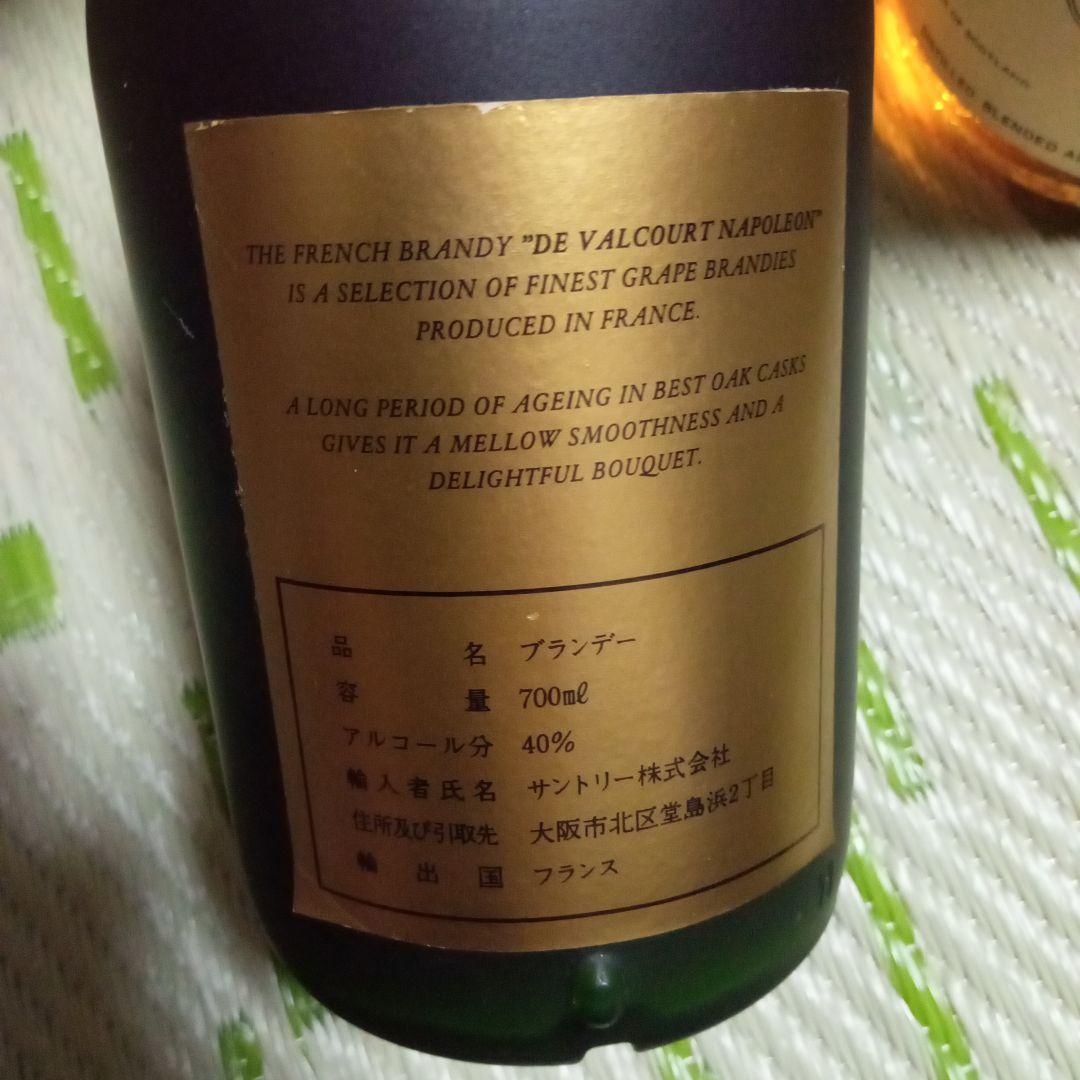 THE FRENCH BRANDY "DE VALCOURT NAPOLEON"
IS A SELECTION OF FINEST GRAPE BRANDIES
PRODUCED IN FRANCE.
A LONG PERIOD OF AGEING IN BEST OAK CASKS
GIVES IT A MELLOW SMOOTHNESS AND A
DELIGHTFUL BOUQUET.
品名 ブランデー
容量 700㎖
アルコール分 40%
輸入者氏名 サントリー株式会社
住所及び引取先 大阪市北区堂島浜2丁目
輸出国 フランス
SCOTLAND
BLENDED